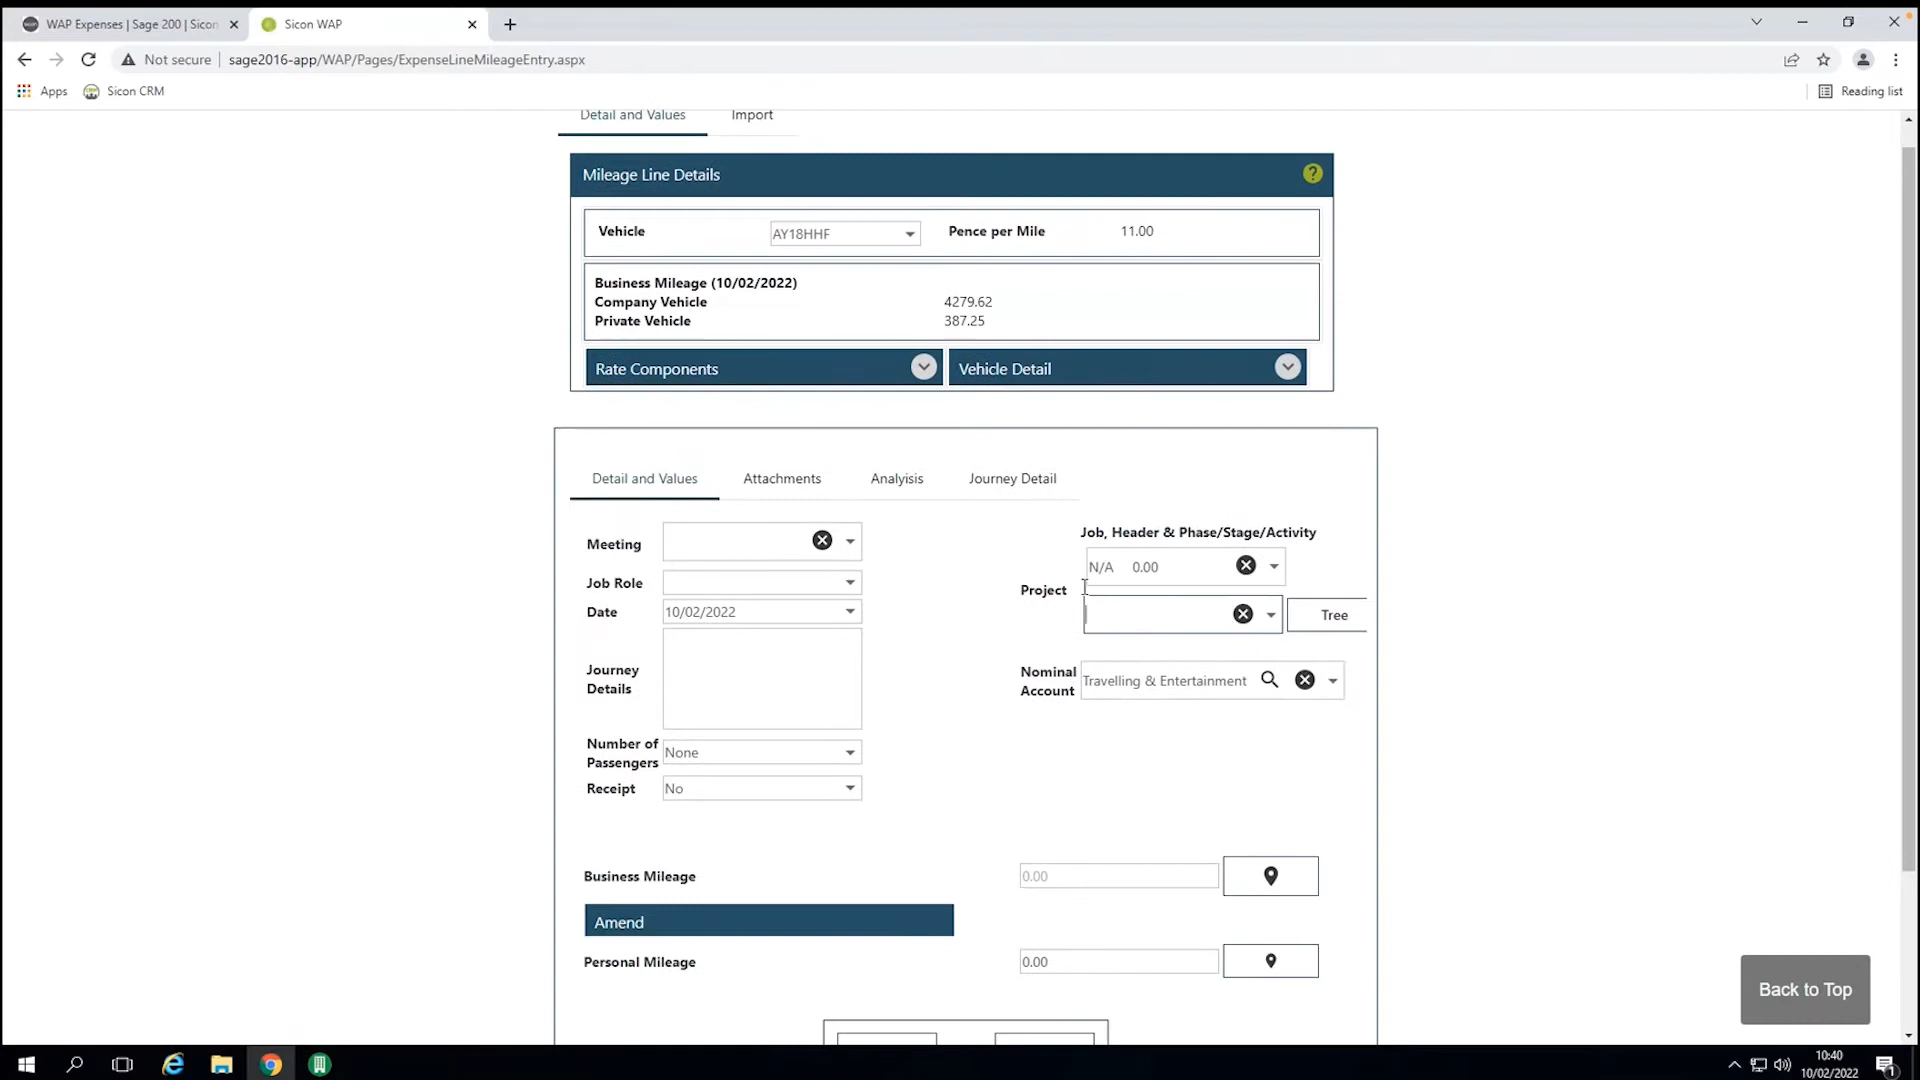 WAP Expenses | Sage 200 | Sicon
Sicon WAP
Not secure
sage2016-app/WAP/Pages/ExpenseLineMileageEntry.aspx
Apps
Sicon CRM
Reading list
Detail and Values
Import
Mileage Line Details
?
Vehicle
AY18HHF
Pence per Mile
11.00
Business Mileage (10/02/2022)
Company Vehicle
4279.62
Private Vehicle
387.25
Rate Components
Vehicle Detail
Detail and Values
Attachments
Analyisis
Journey Detail
Meeting
Job Role
Date
10/02/2022
Journey
Details
Number of
Passengers
None
Receipt
No
Job, Header & Phase/Stage/Activity
N/A 0.00
Project
Tree
Nominal
Account
Travelling & Entertainment
Business Mileage
0.00
Amend
Personal Mileage
0.00
Back to Top
10:40
10/02/2022
1